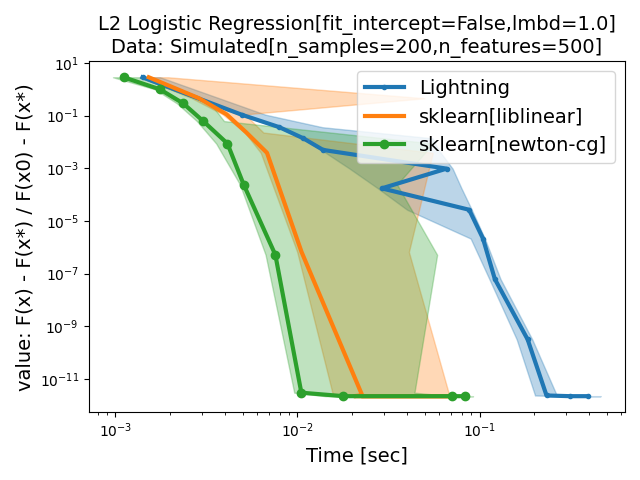 L2 Logistic Regression[fit_intercept=False,lmbd=1.0]
Data: Simulated[n_samples=200,n_features=500]
value: F(x) - F(x*) / F(x0) - F(x*)
10¹
10⁻¹
10⁻³
10⁻⁵
10⁻⁷
10⁻⁹
10⁻¹¹
Lightning
sklearn[liblinear]
sklearn[newton-cg]
10⁻³
10⁻²
10⁻¹
Time [sec]